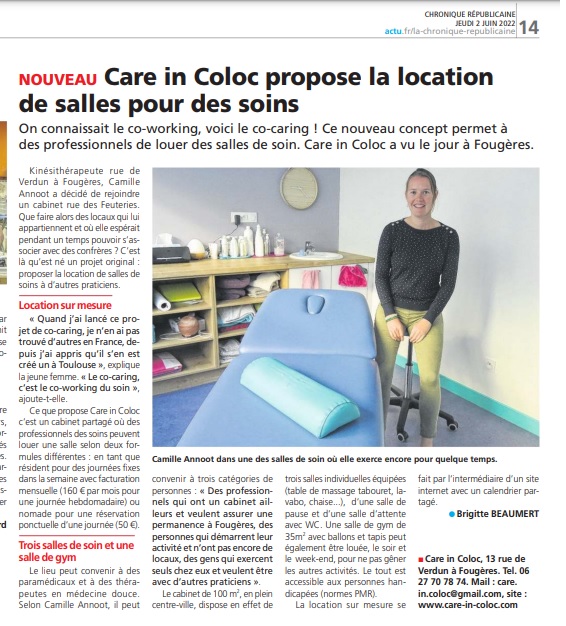 CHRONIQUE RÉPUBLICAINE
JEUDI 2 JUIN 2022
actu.fr/la-chronique-republicaine
14
NOUVEAU Care in Coloc propose la location
de salles pour des soins
On connaissait le co-working, voici le co-caring ! Ce nouveau concept permet à
des professionnels de louer des salles de soin. Care in Coloc a vu le jour à Fougères.
Kinésithérapeute rue de
Verdun à Fougères, Camille
Annoot a décidé de rejoindre
un cabinet rue des Feuteries.
Que faire alors des locaux qui lui
appartiennent et où elle espérait
pendant un temps pouvoir s'as-
socier avec des confrères ? C'est
là qu'est né un projet original :
proposer la location de salles de
soins à d'autres praticiens.
Location sur mesure
« Quand j'ai lancé ce pro-
jet de co-caring, je n'en ai pas
trouvé d'autres en France, de-
puis j'ai appris qu'il s'en est
créé un à Toulouse », explique
la jeune femme. « Le co-caring,
c'est le co-working du soin »,
ajoute-t-elle.
Ce que propose Care in Coloc
c'est un cabinet partagé où des
professionnels des soins peuvent
louer une salle selon deux for-
mules différentes : en tant que
résident pour des journées fixes
dans la semaine avec facturation
mensuelle (160 € par mois pour
une journée hebdomadaire) ou
nomade pour une réservation
ponctuelle d'une journée (50 €).
Trois salles de soin et une
salle de gym
Le lieu peut convenir à des
paramédicaux et à des théra-
peutes en médecine douce.
Selon Camille Annoot, il peut
Camille Annoot dans une des salles de soin où elle exerce encore pour quelque temps.
convenir à trois catégories de
personnes : « Des profession-
nels qui ont un cabinet ail-
leurs et veulent assurer une
permanence à Fougères, des
personnes qui démarrent leur
activité et n'ont pas encore de
locaux, des gens qui exercent
seuls chez eux et veulent être
avec d'autres praticiens ».
Le cabinet de 100 m², en plein
centre-ville, dispose en effet de
trois salles individuelles équipées
(table de massage tabouret, la-
vabo, chaise...), d'une salle de
pause et d'une salle d'attente
avec WC. Une salle de gym de
35m² avec ballons et tapis peut
également être louée, le soir et
le week-end, pour ne pas gêner
les autres activités. Le tout est
accessible aux personnes han-
dicapées (normes PMR).
La location sur mesure se
fait par l'intermédiaire d'un site
internet avec un calendrier par-
tagé.
Brigitte BEAUMERT
Care in Coloc, 13 rue de
Verdun à Fougères. Tel. 06
27 70 78 74. Mail : care.
in.coloc@gmail.com, site :
www.care-in-coloc.com